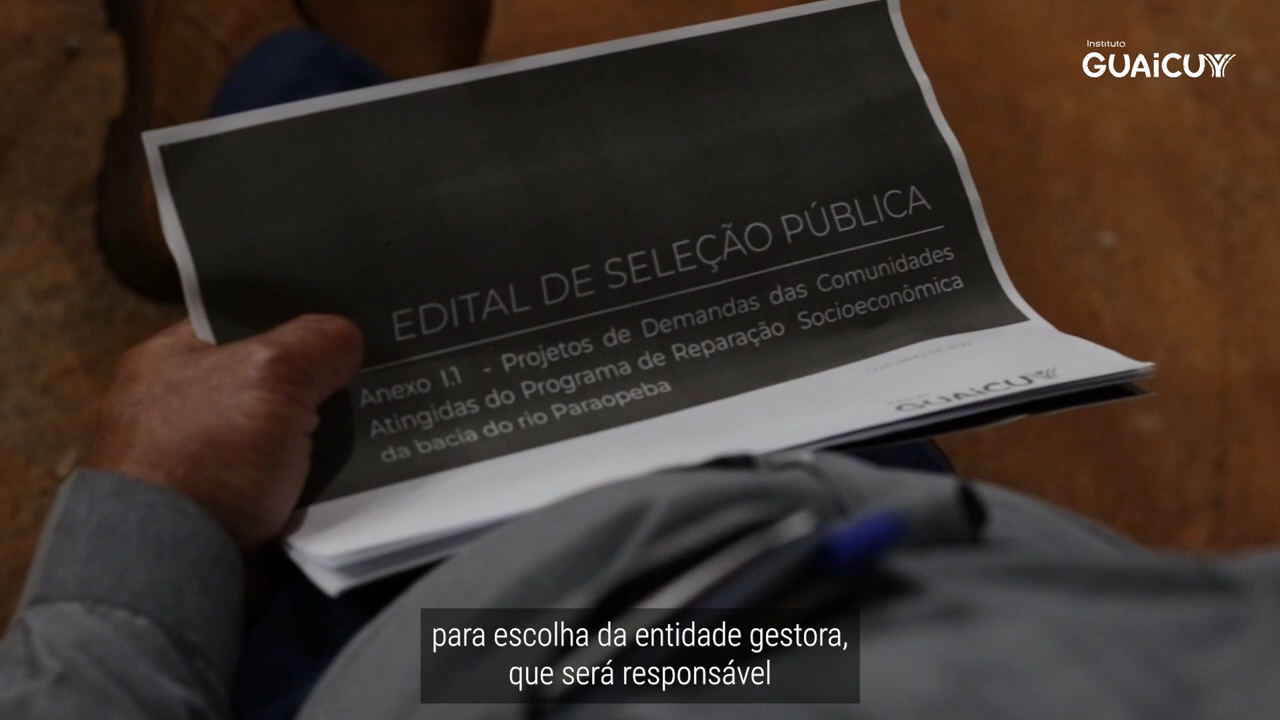 Instituto
GUAiCUY
EDITAL DE SELEÇÃO PÚBLICA
Anexo I.1 - Projetos de Demandas das Comunidades
Atingidas do Programa de Reparação Socioeconômica
da bacia do rio Paraopeba
GUAiCUY
para escolha da entidade gestora,
que será responsável